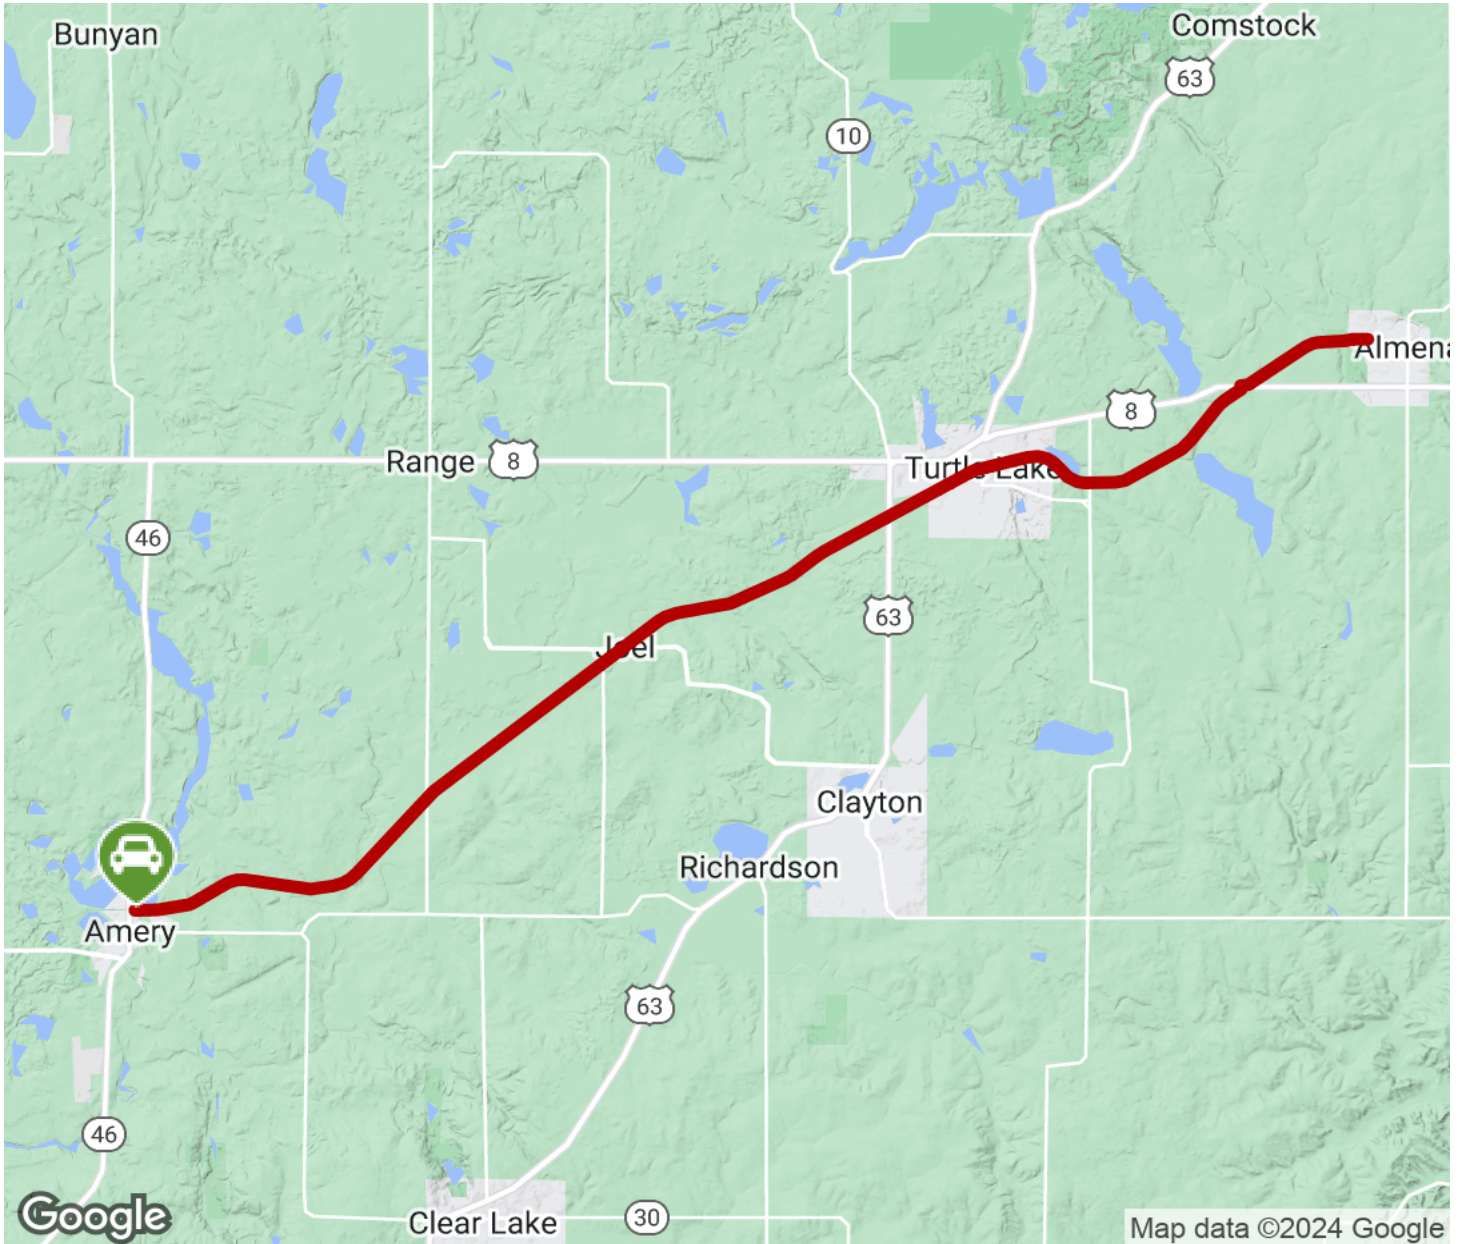 Bunyan
Comstock
63
10
Almena
8
Range
8
Turtle Lake
46
63
Joel
Clayton
Richardson
Amery
63
46
Clear Lake
30
Google
Map data ©2024 Google